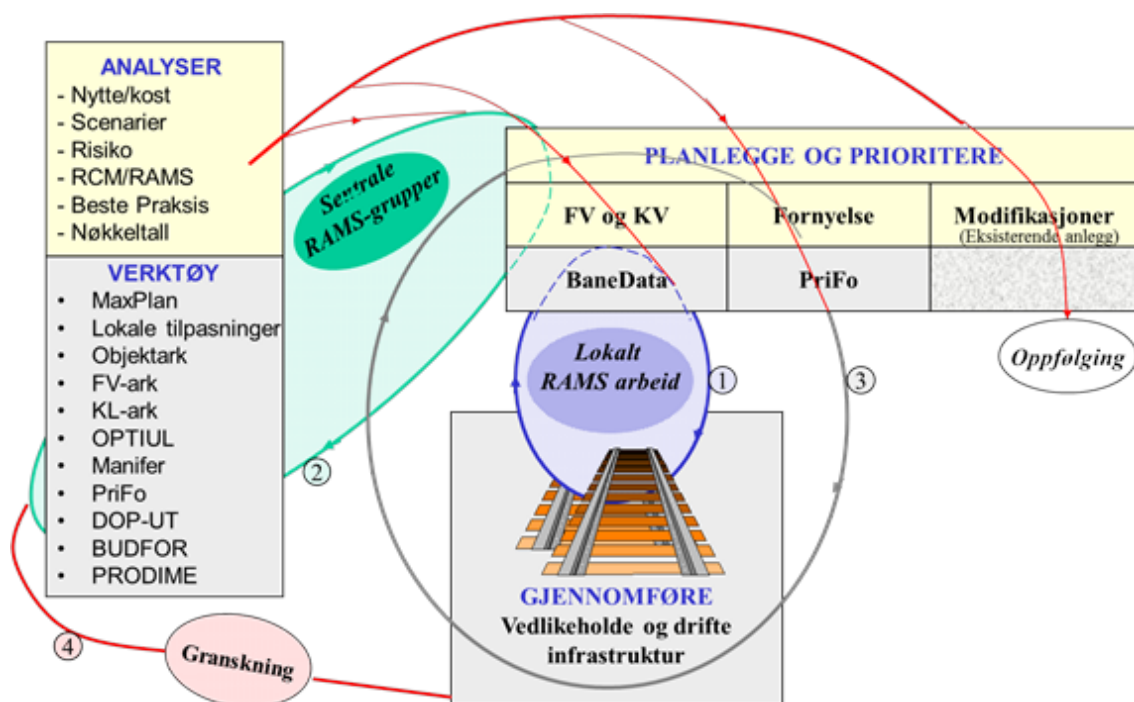 ANALYSER
- Nytte/kost
- Scenarier
- Risiko
- RCM/RAMS
- Beste Praksis
- Nøkkeltall
VERKTØY
• MaxPlan
• Lokale tilpasninger
• Objektark
• FV-ark
• KL-ark
• OPTIUL
• Manifer
• PriFo
• DOP-UT
• BUDFOR
• PRODIME
Sentrale
RAMS-grupper
PLANLEGGE OG PRIORITERE
FV og KV
Fornyelse
Modifikasjoner
(Eksisterende anlegg)
BaneData
PriFo
Lokalt
RAMS arbeid
1
3
Oppfølging
2
GJENNOMFØRE
Vedlikeholde og drifte
infrastruktur
4
Granskning